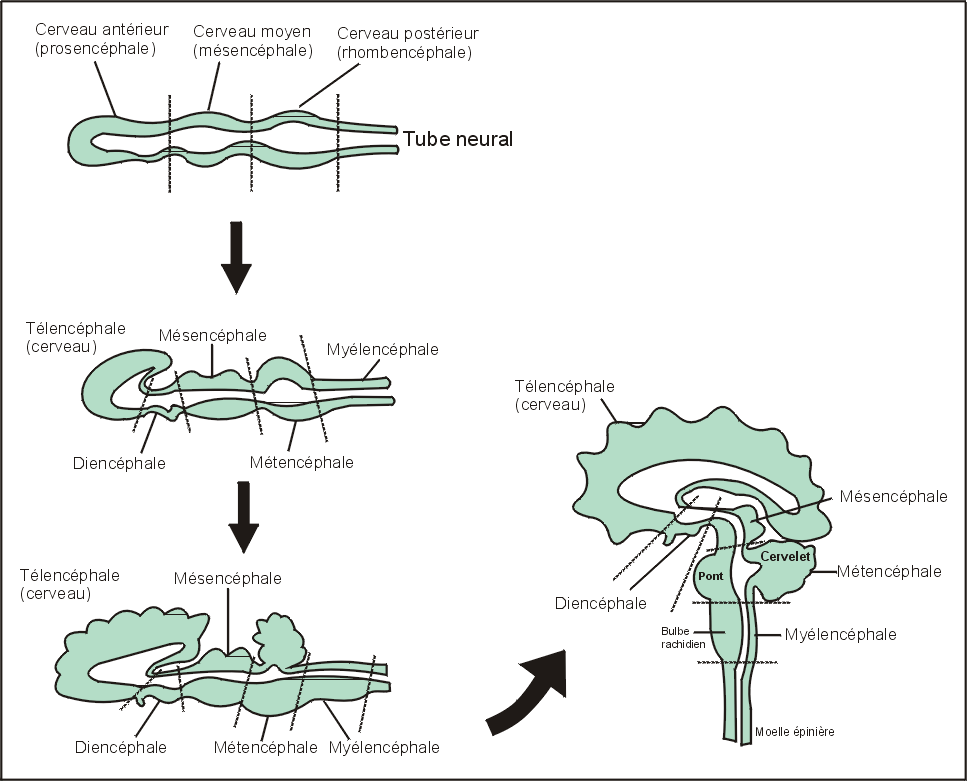 Cerveau antérieur
(prosencéphale)
Cerveau moyen
(mésencéphale)
Cerveau postérieur
(rhombencéphale)
Tube neural
Télencéphale
(cerveau)
Mésencéphale
Myélencéphale
Diencéphale
Métencéphale
Télencéphale
(cerveau)
Mésencéphale
Diencéphale
Métencéphale
Myélencéphale
Télencéphale
(cerveau)
Mésencéphale
Cervelet
Pont
Métencéphale
Diencéphale
Bulbe
rachidien
Myélencéphale
Moelle épinière